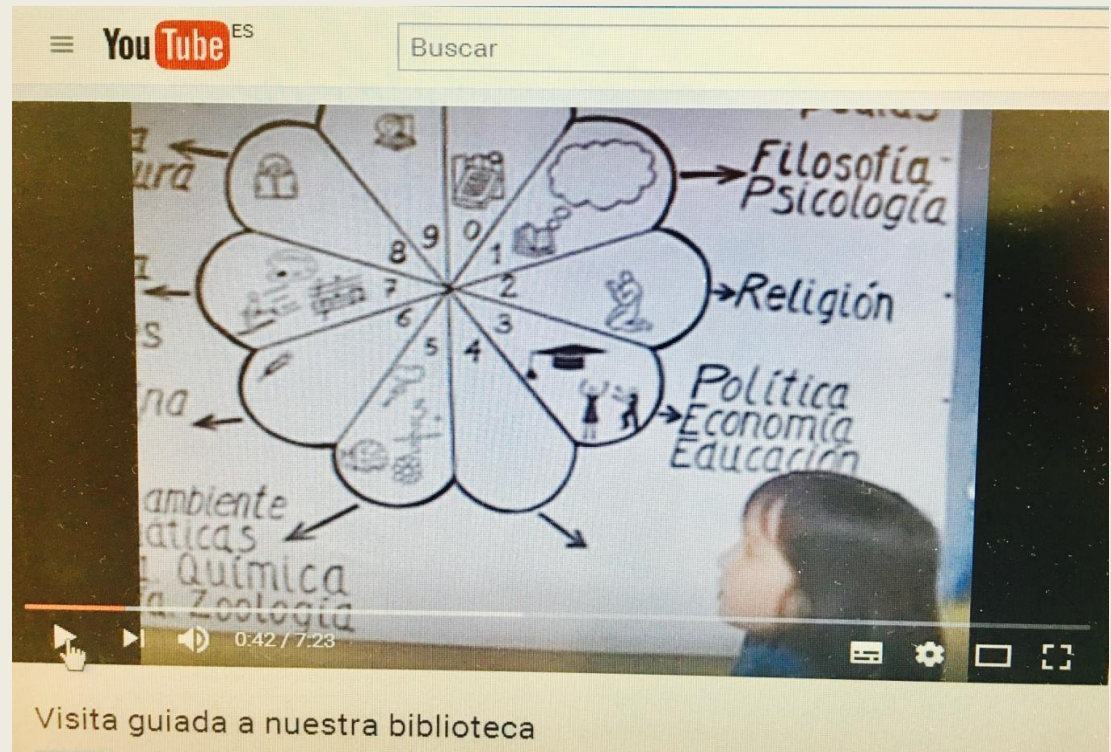 YouTube ES
Buscar
Filosofía
Psicología
Religión
Política
Economía
Educación
0 1 2 3 4 5 6 7 8 9
ambiente
Química
Zoología
0:42 / 7:23
Visita guiada a nuestra biblioteca